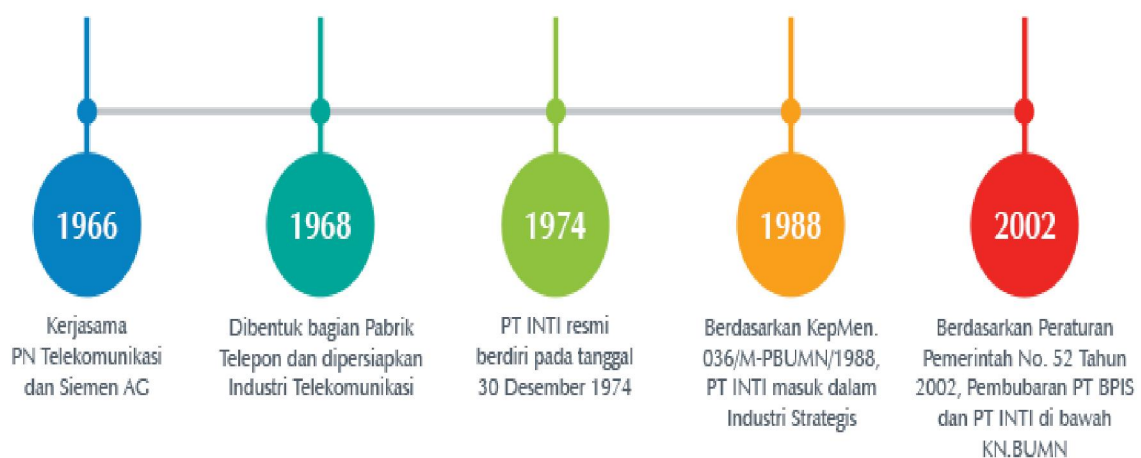 1966
Kerjasama
PN Telekomunikasi
dan Siemen AG
1968
Dibentuk bagian Pabrik
Telepon dan dipersiapkan
Industri Telekomunikasi
1974
PT INTI resmi
berdiri pada tanggal
30 Desember 1974
1988
Berdasarkan KepMen.
036/M-PBUMN/1988,
PT INTI masuk dalam
Industri Strategis
2002
Berdasarkan Peraturan
Pemerintah No. 52 Tahun
2002, Pembubaran PT BPIS
dan PT INTI di bawah
KN.BUMN